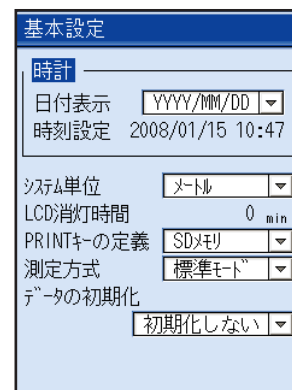 基本設定
時計
日付表示 YYYY/MM/DD
時刻設定 2008/01/15 10:47
ｼｽﾃﾑ単位 ﾒｰﾄﾙ
LCD消灯時間 0 min
PRINTｷｰの定義 SDﾒﾓﾘ
測定方式 標準ﾓｰﾄﾞ
ﾃﾞｰﾀの初期化
初期化しない